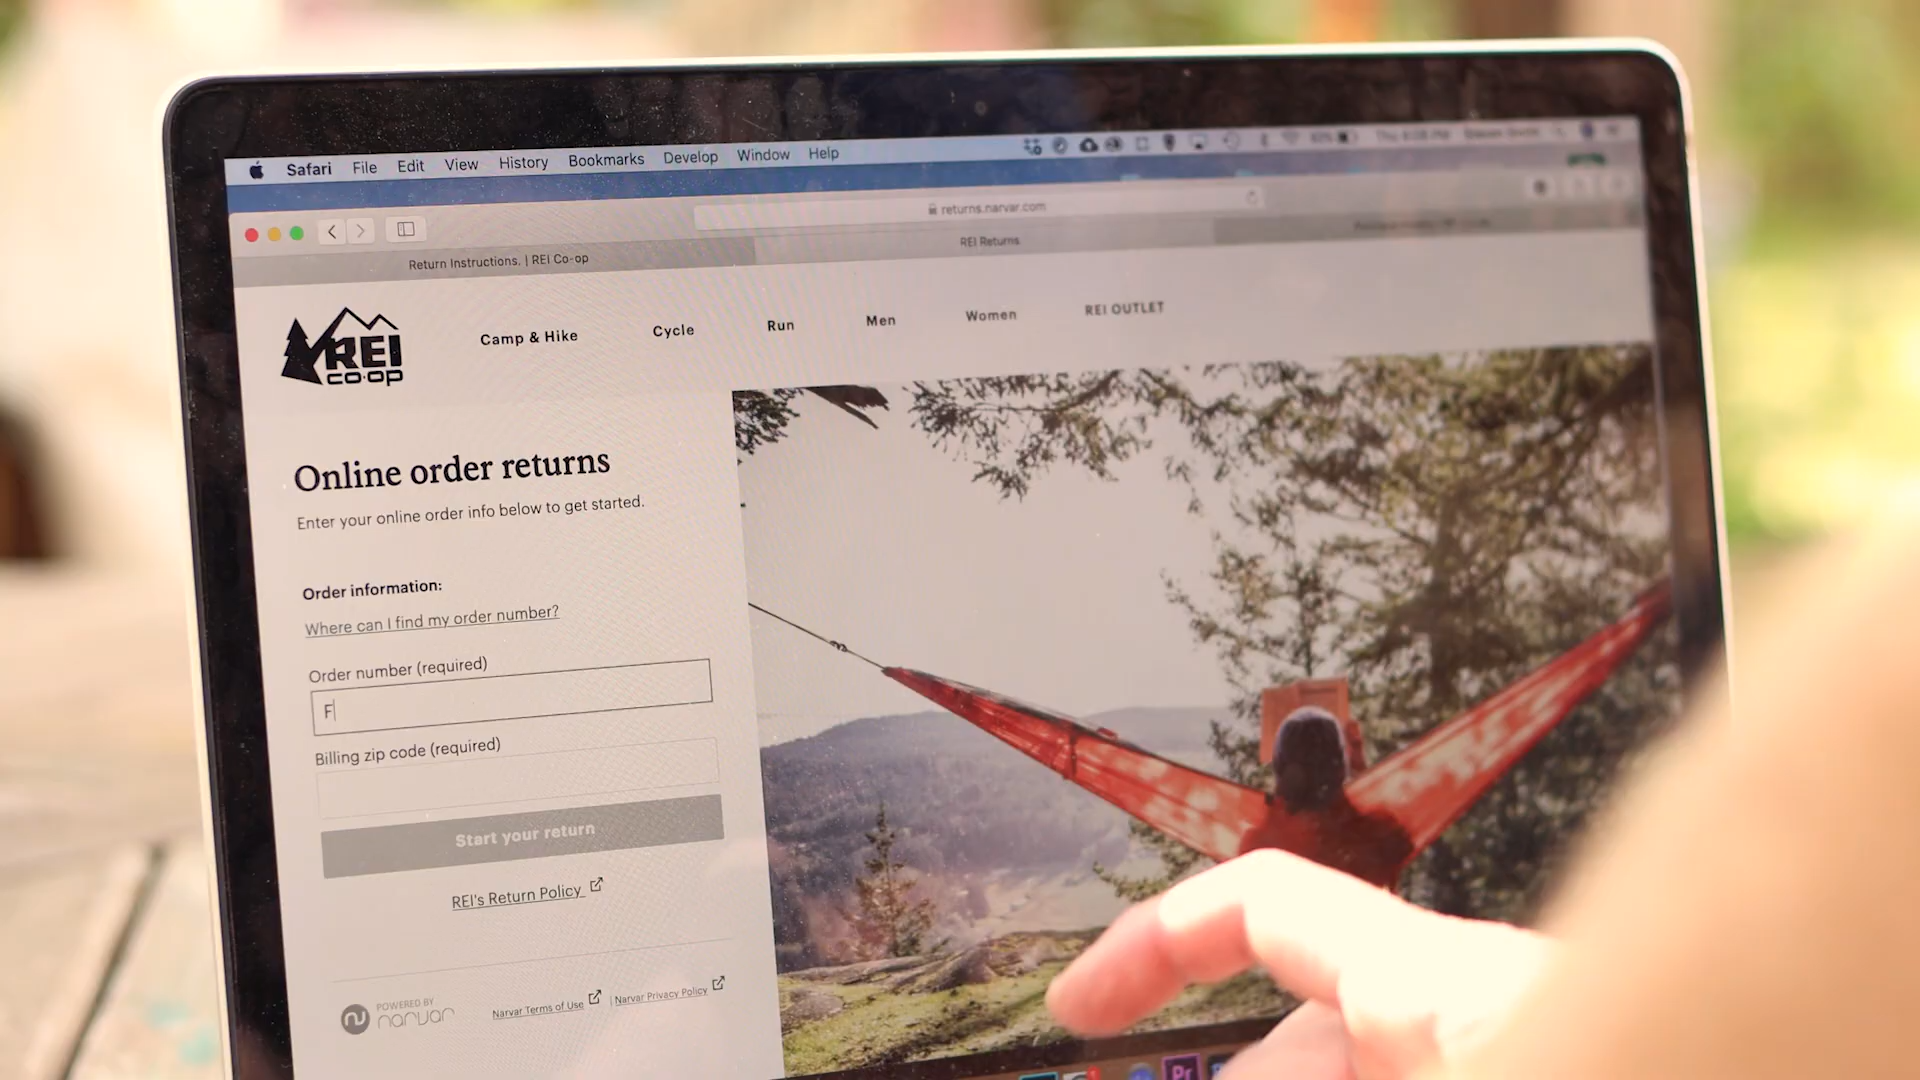 Safari File Edit View History Bookmarks Develop Window Help
returns.narvar.com
Return Instructions. | REI Co-op
REI Returns
REI
co·op
Camp & Hike Cycle Run Men Women REI OUTLET
Online order returns
Enter your online order info below to get started.
Order information:
Where can I find my order number?
Order number (required)
F
Billing zip code (required)
Start your return
REI's Return Policy
POWERED BY
narvar
Narvar Terms of Use | Narvar Privacy Policy
Pr